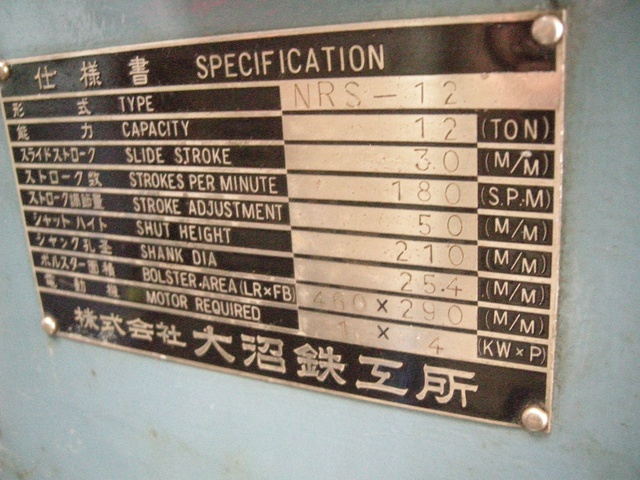 仕様書 SPECIFICATION
形式 TYPE NRS-12
能力 CAPACITY 12 (TON)
スライドストローク SLIDE STROKE 30 (M/M)
ストローク数 STROKES PER MINUTE 180 (S.P.M)
ストローク調節量 STROKE ADJUSTMENT 50 (M/M)
シャットハイト SHUT HEIGHT 210 (M/M)
シャンク孔径 SHANK DIA 25.4 (M/M)
ボルスター面積 BOLSTER.AREA(LR×FB) 460×290 (M/M)
電動機 MOTOR REQUIRED 1×4 (KW×P)
株式会社 大沼鉄工所